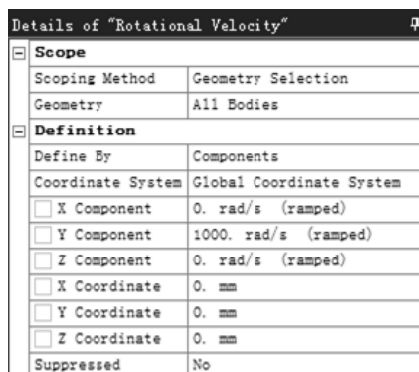 Details of "Rotational Velocity"
Scope
Scoping Method Geometry Selection
Geometry All Bodies
Definition
Define By Components
Coordinate System Global Coordinate System
X Component 0. rad/s (ramped)
Y Component 1000. rad/s (ramped)
Z Component 0. rad/s (ramped)
X Coordinate 0. mm
Y Coordinate 0. mm
Z Coordinate 0. mm
Suppressed No